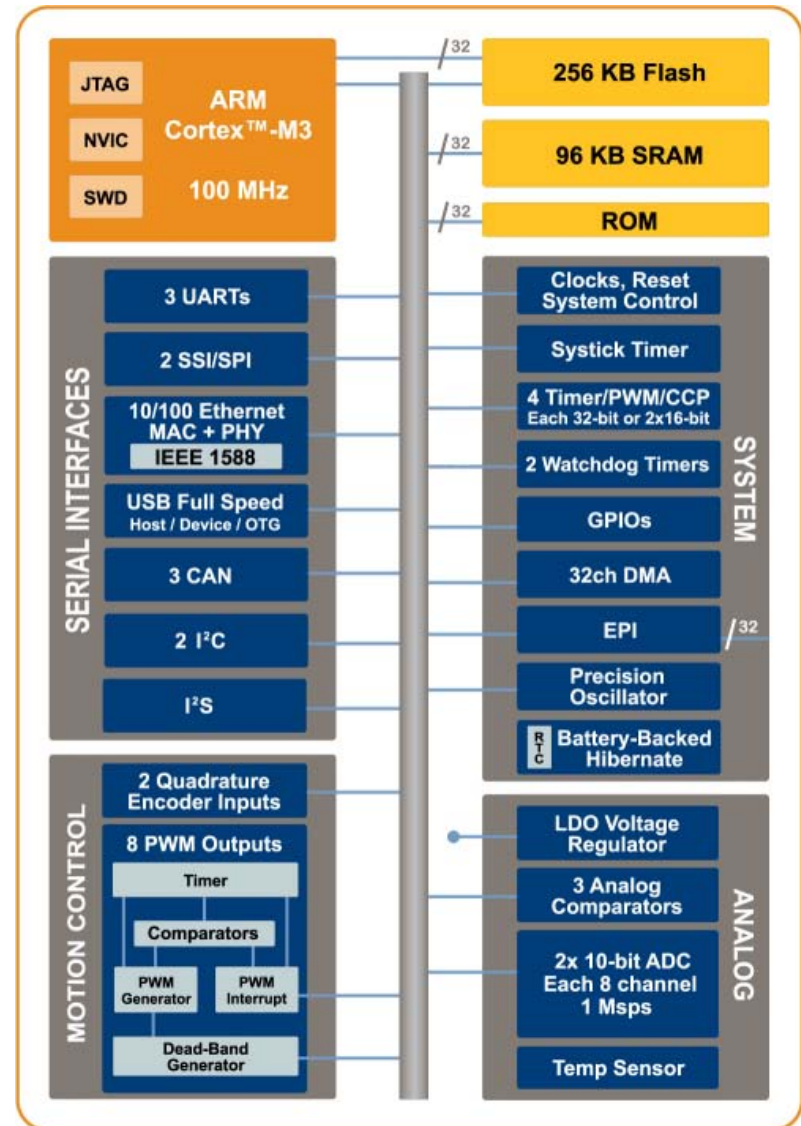 JTAG
NVIC
SWD
ARM
Cortex™-M3
100 MHz
32
256 KB Flash
32
96 KB SRAM
32
ROM
SERIAL INTERFACES
3 UARTs
2 SSI/SPI
10/100 Ethernet
MAC + PHY
IEEE 1588
USB Full Speed
Host / Device / OTG
3 CAN
2 I²C
I²S
SYSTEM
Clocks, Reset
System Control
Systick Timer
4 Timer/PWM/CCP
Each 32-bit or 2x16-bit
2 Watchdog Timers
GPIOs
32ch DMA
EPI
32
Precision
Oscillator
RTC
Battery-Backed
Hibernate
MOTION CONTROL
2 Quadrature
Encoder Inputs
8 PWM Outputs
Timer
Comparators
PWM
Generator
PWM
Interrupt
Dead-Band
Generator
ANALOG
LDO Voltage
Regulator
3 Analog
Comparators
2x 10-bit ADC
Each 8 channel
1 Msps
Temp Sensor